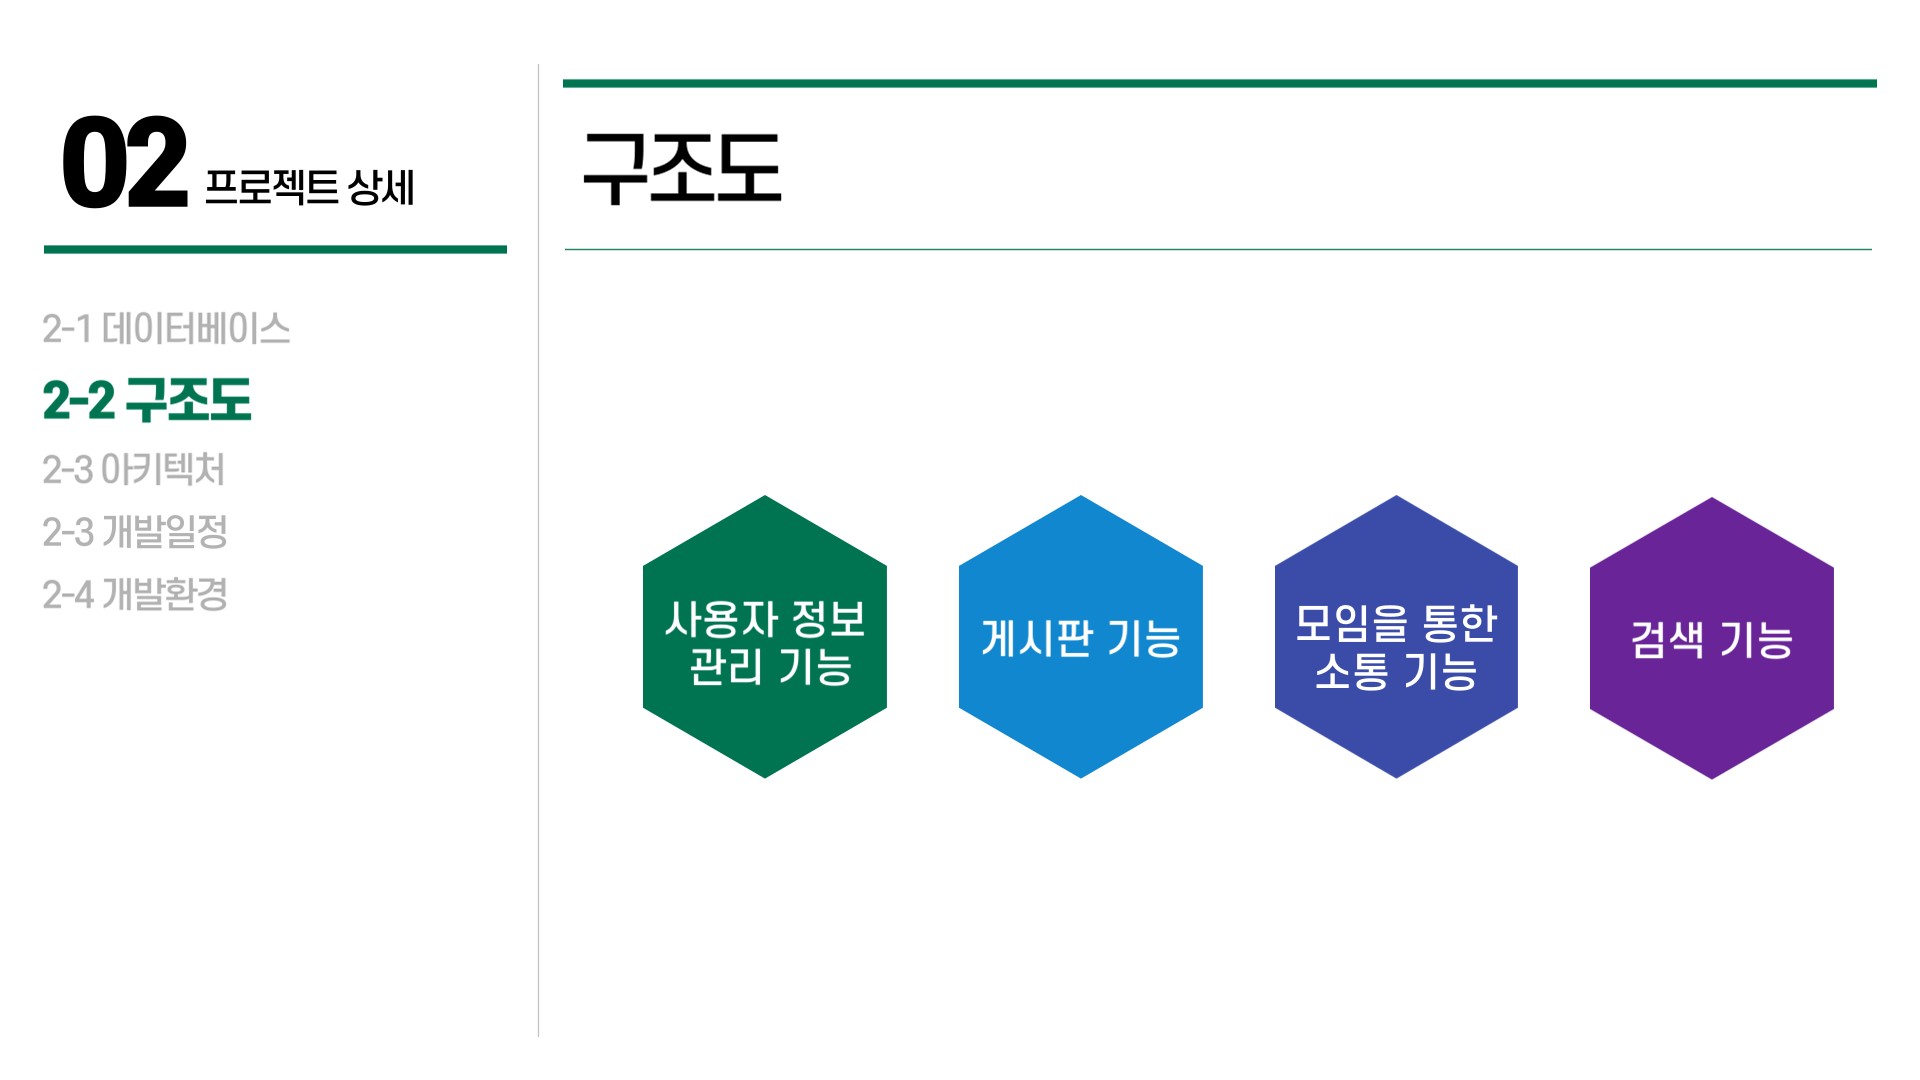 02 프로젝트 상세
2-1 데이터베이스
2-2 구조도
2-3 아키텍처
2-3 개발일정
2-4 개발환경
구조도
사용자 정보
관리 기능
게시판 기능
모임을 통한
소통 기능
검색 기능